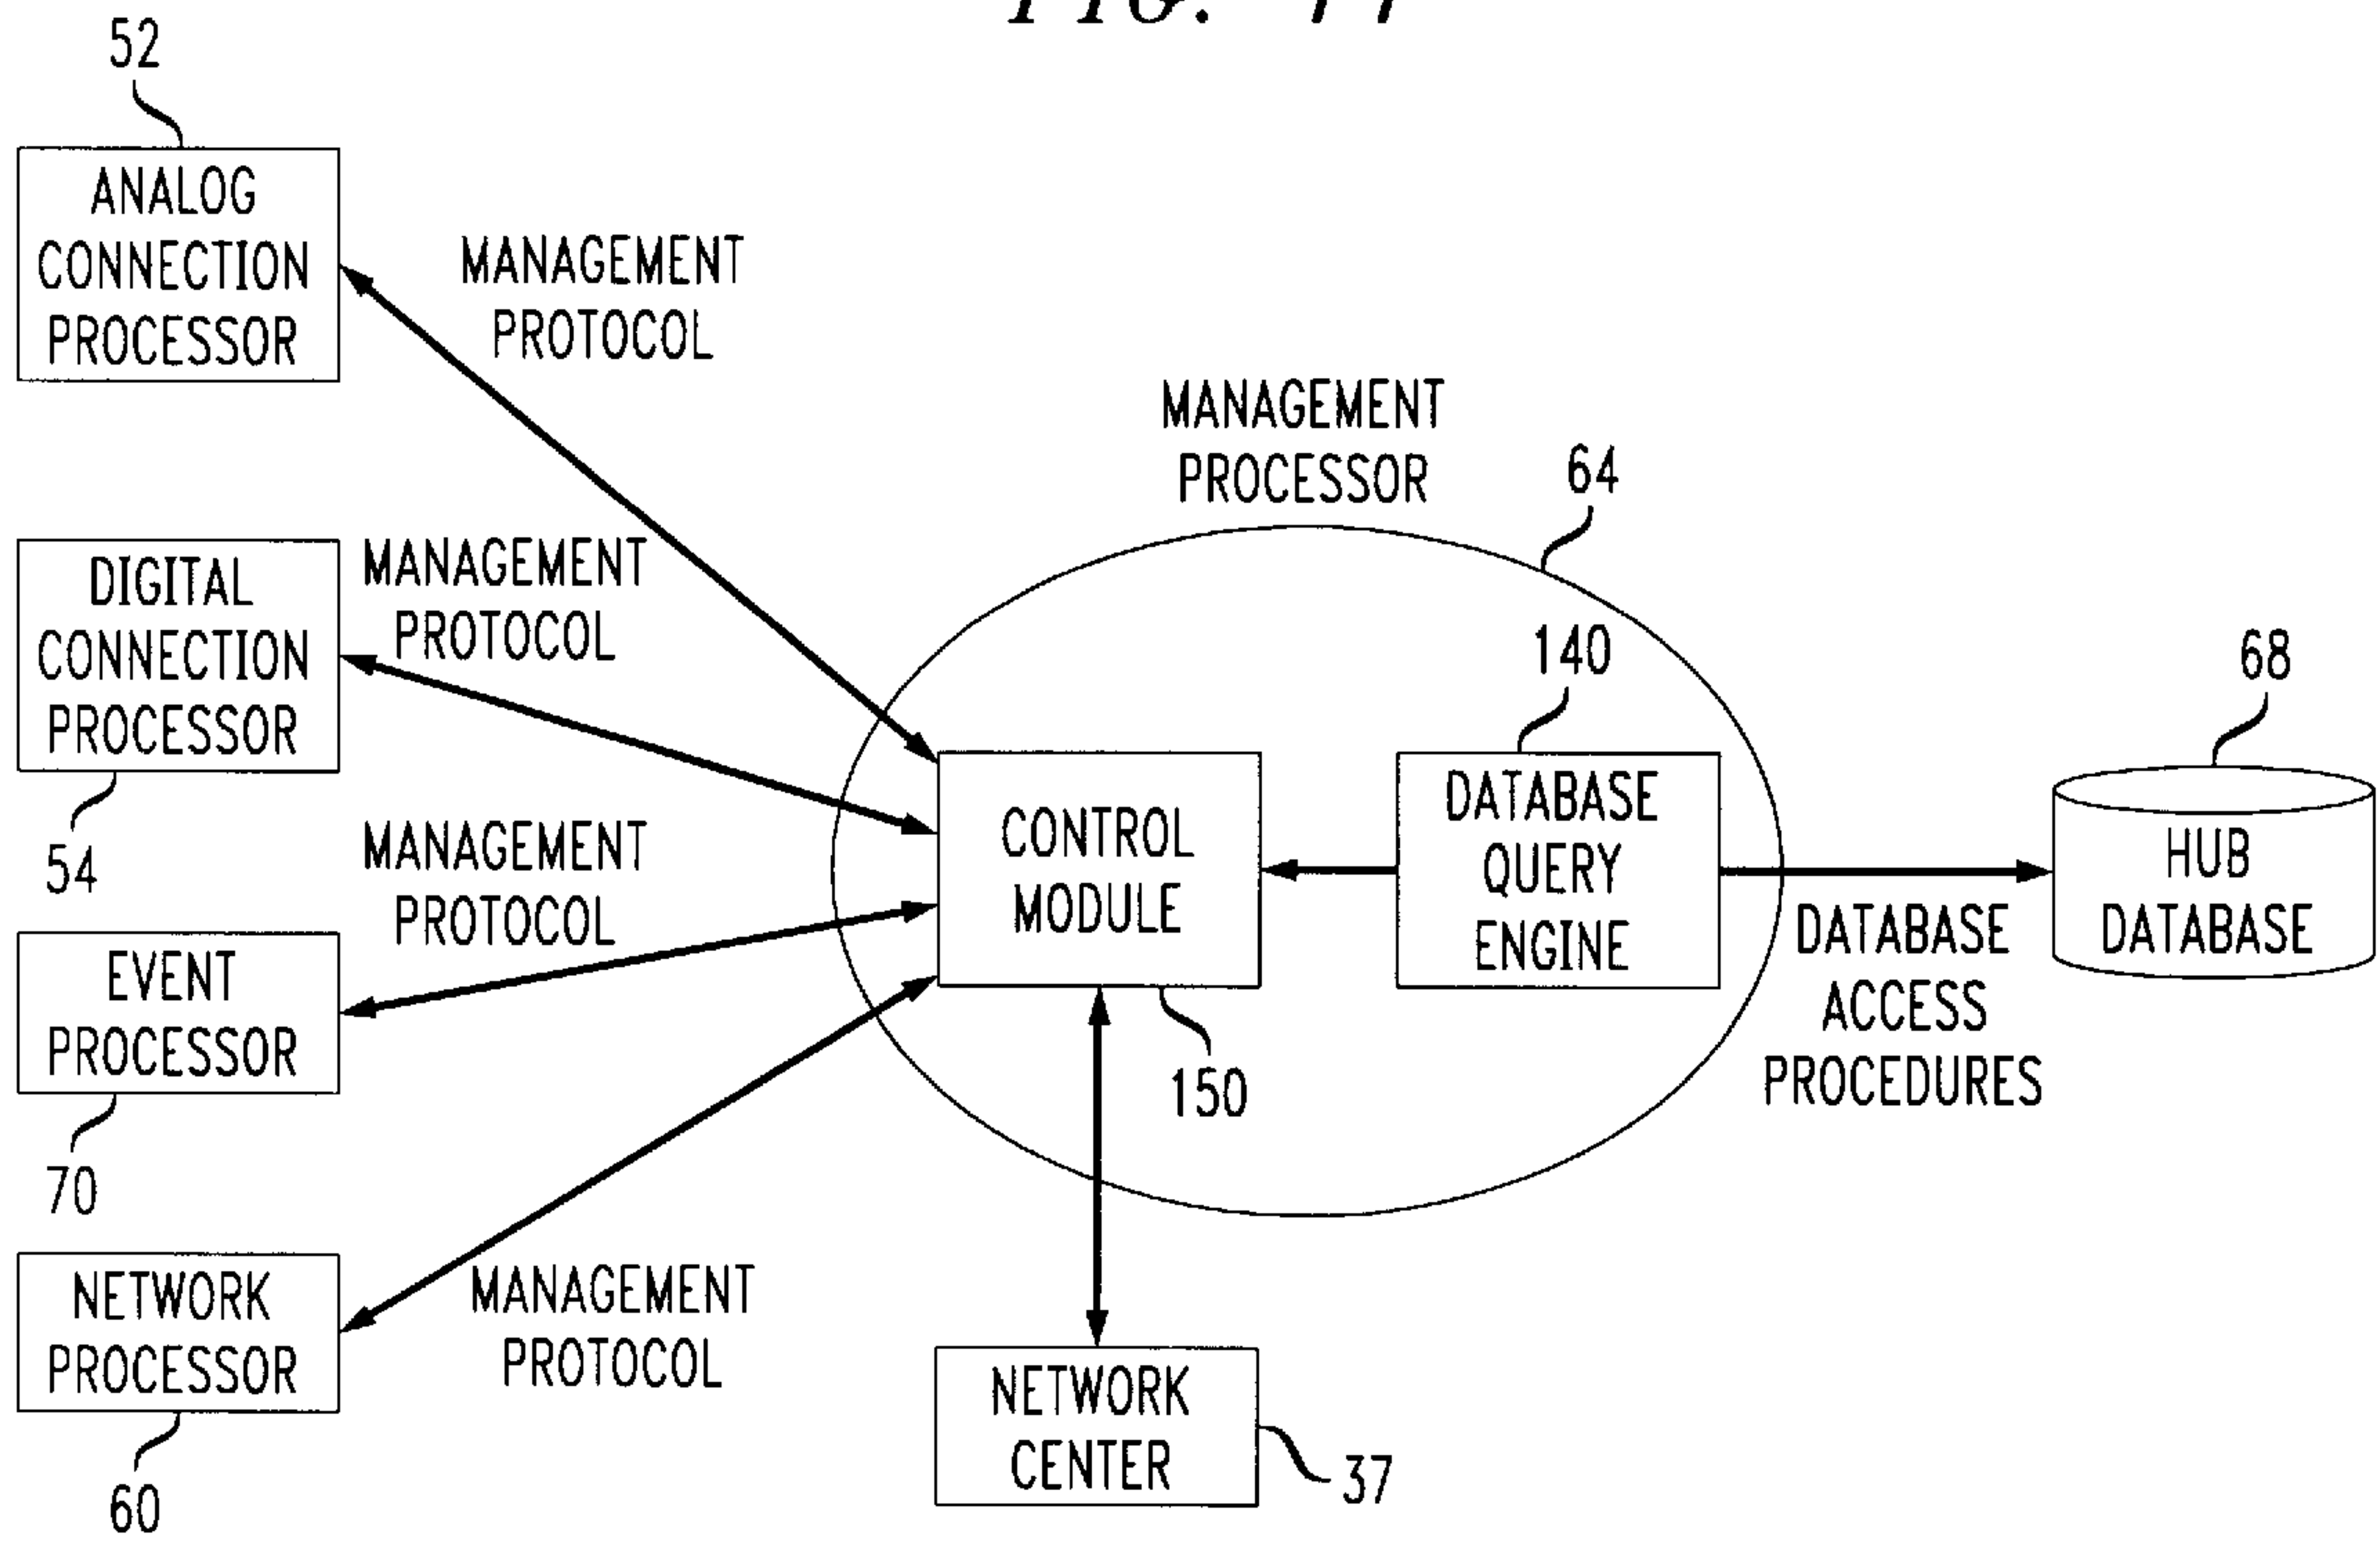 FIG.
52
ANALOG
CONNECTION
PROCESSOR
MANAGEMENT
PROTOCOL
MANAGEMENT
PROCESSOR
64
DIGITAL
CONNECTION
PROCESSOR
54
MANAGEMENT
PROTOCOL
140
68
MANAGEMENT
PROTOCOL
CONTROL
MODULE
150
DATABASE
QUERY
ENGINE
HUB
DATABASE
DATABASE
ACCESS
PROCEDURES
EVENT
PROCESSOR
70
NETWORK
PROCESSOR
60
MANAGEMENT
PROTOCOL
NETWORK
CENTER
37